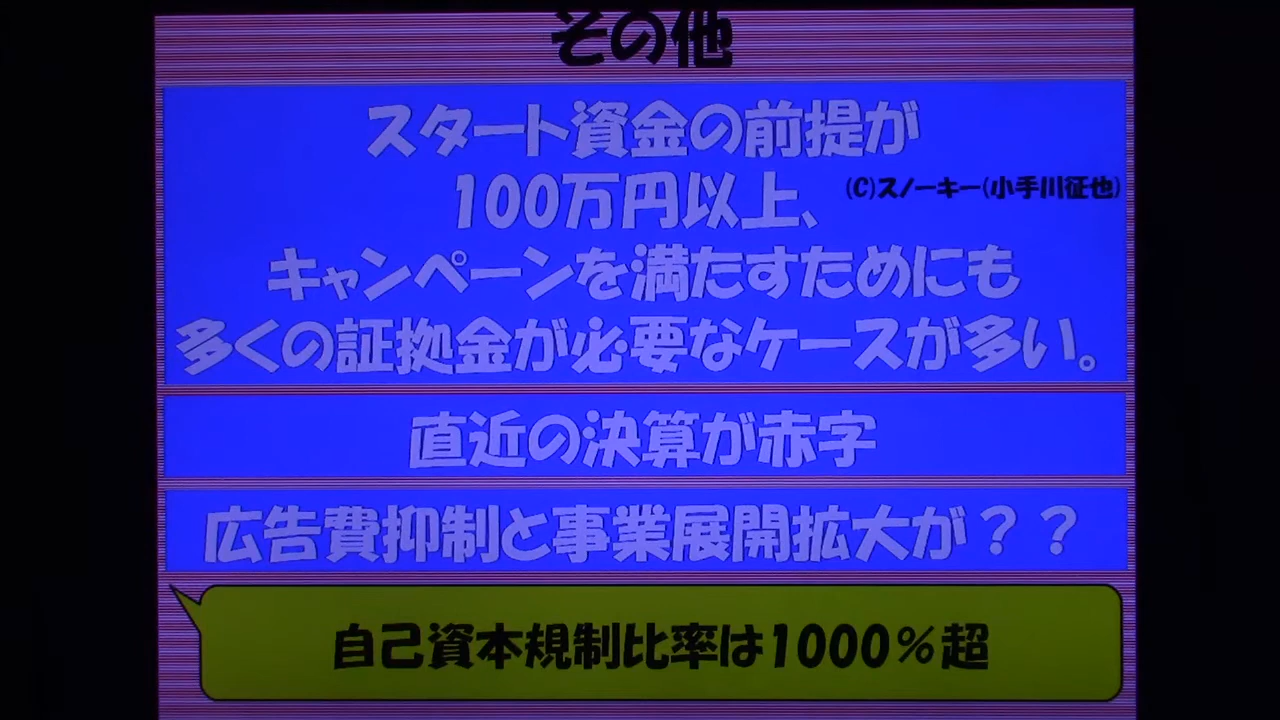 その他
スタート資金の前提が
100万円以上、
(C)スノーキー(小手川征也)
キャンペーンを満たすためにも
多くの証拠金が必要なケースが多い。
直近の決算が赤字
広告費抑制と事業展開拡大が？？
自己資本規制比率は1000％超